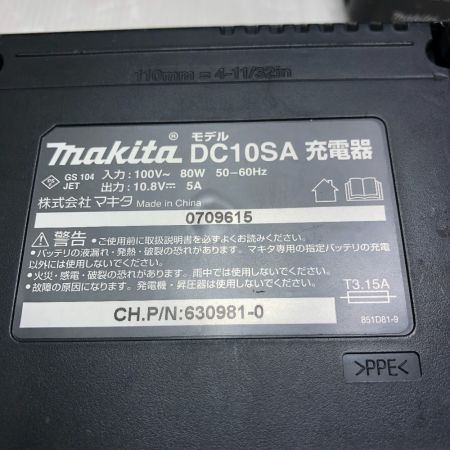 110mm = 4-11/32in
makita® モデル DC10SA 充電器
GS 104 入力:100V~ 80W 50-60Hz
JET 出力:10.8V⎓ 5A
株式会社 マキタ Made in China
0709615
⚠警告 ●ご使用前に取扱説明書を必ずよくお読みください。
●バッテリの液漏れ・発熱・破裂の恐れがあります。マキタ専用の指定バッテリの充電
以外には使用しないでください。
●火災・感電・破裂の恐れがあります。雨中では使用しないでください。
●故障の原因になります。発電機・昇圧器は使用しないでください。
T3.15A
CH.P/N:630981-0
851D81-9
>PPE<